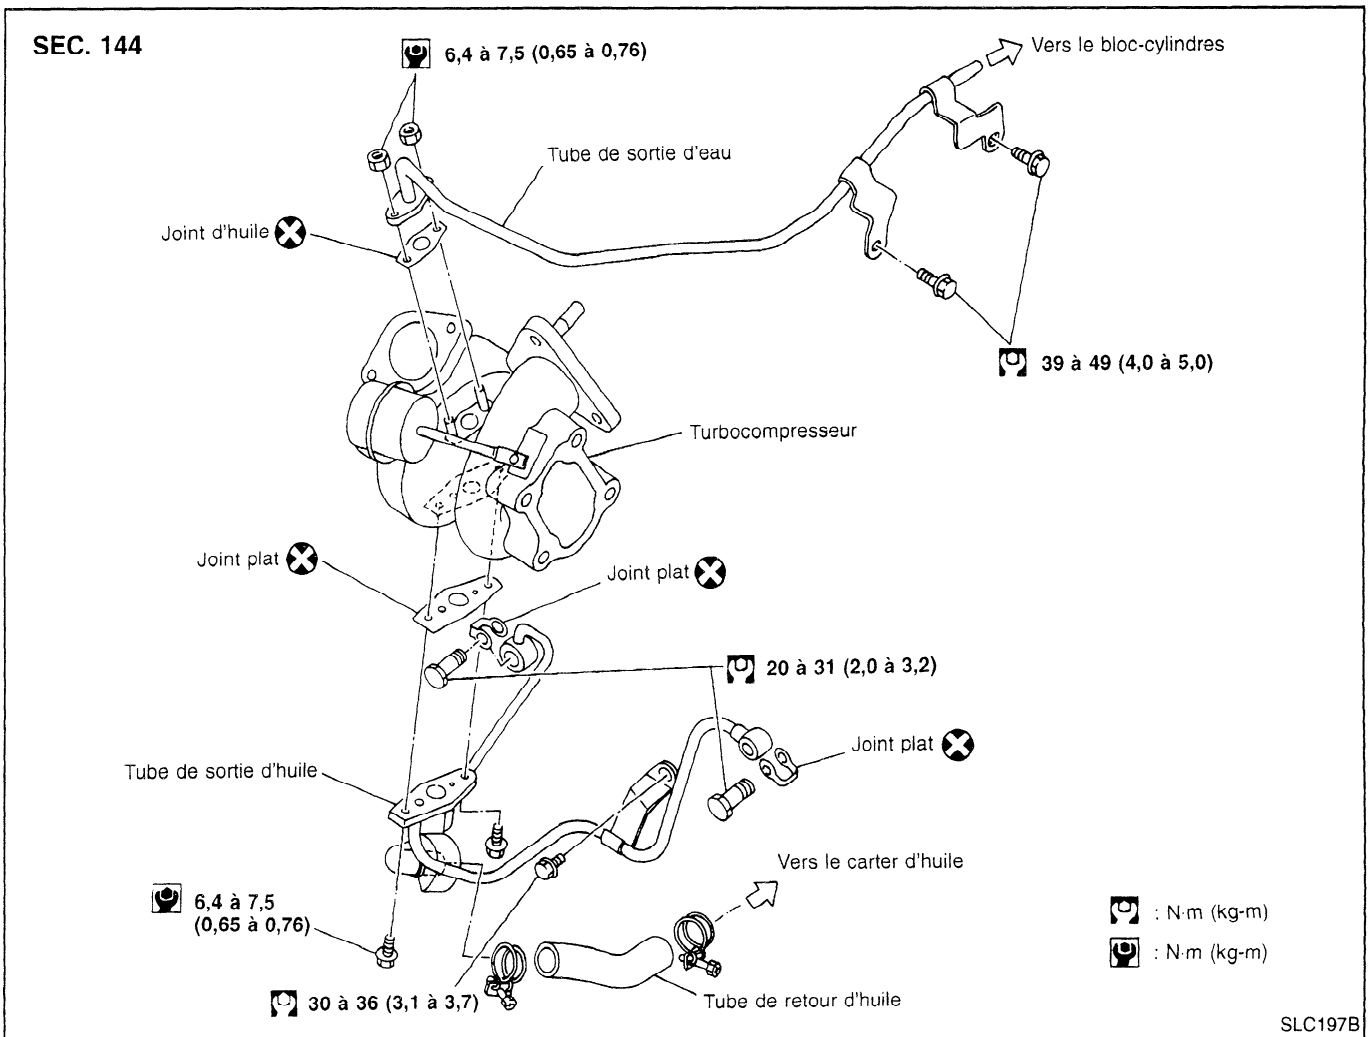 SEC. 144
6,4 à 7,5 (0,65 à 0,76)
Vers le bloc-cylindres
Tube de sortie d'eau
Joint d'huile
39 à 49 (4,0 à 5,0)
Turbocompresseur
Joint plat
Joint plat
20 à 31 (2,0 à 3,2)
Joint plat
Tube de sortie d'huile
Vers le carter d'huile
6,4 à 7,5
(0,65 à 0,76)
: N·m (kg-m)
: N·m (kg-m)
30 à 36 (3,1 à 3,7)
Tube de retour d'huile
SLC197B